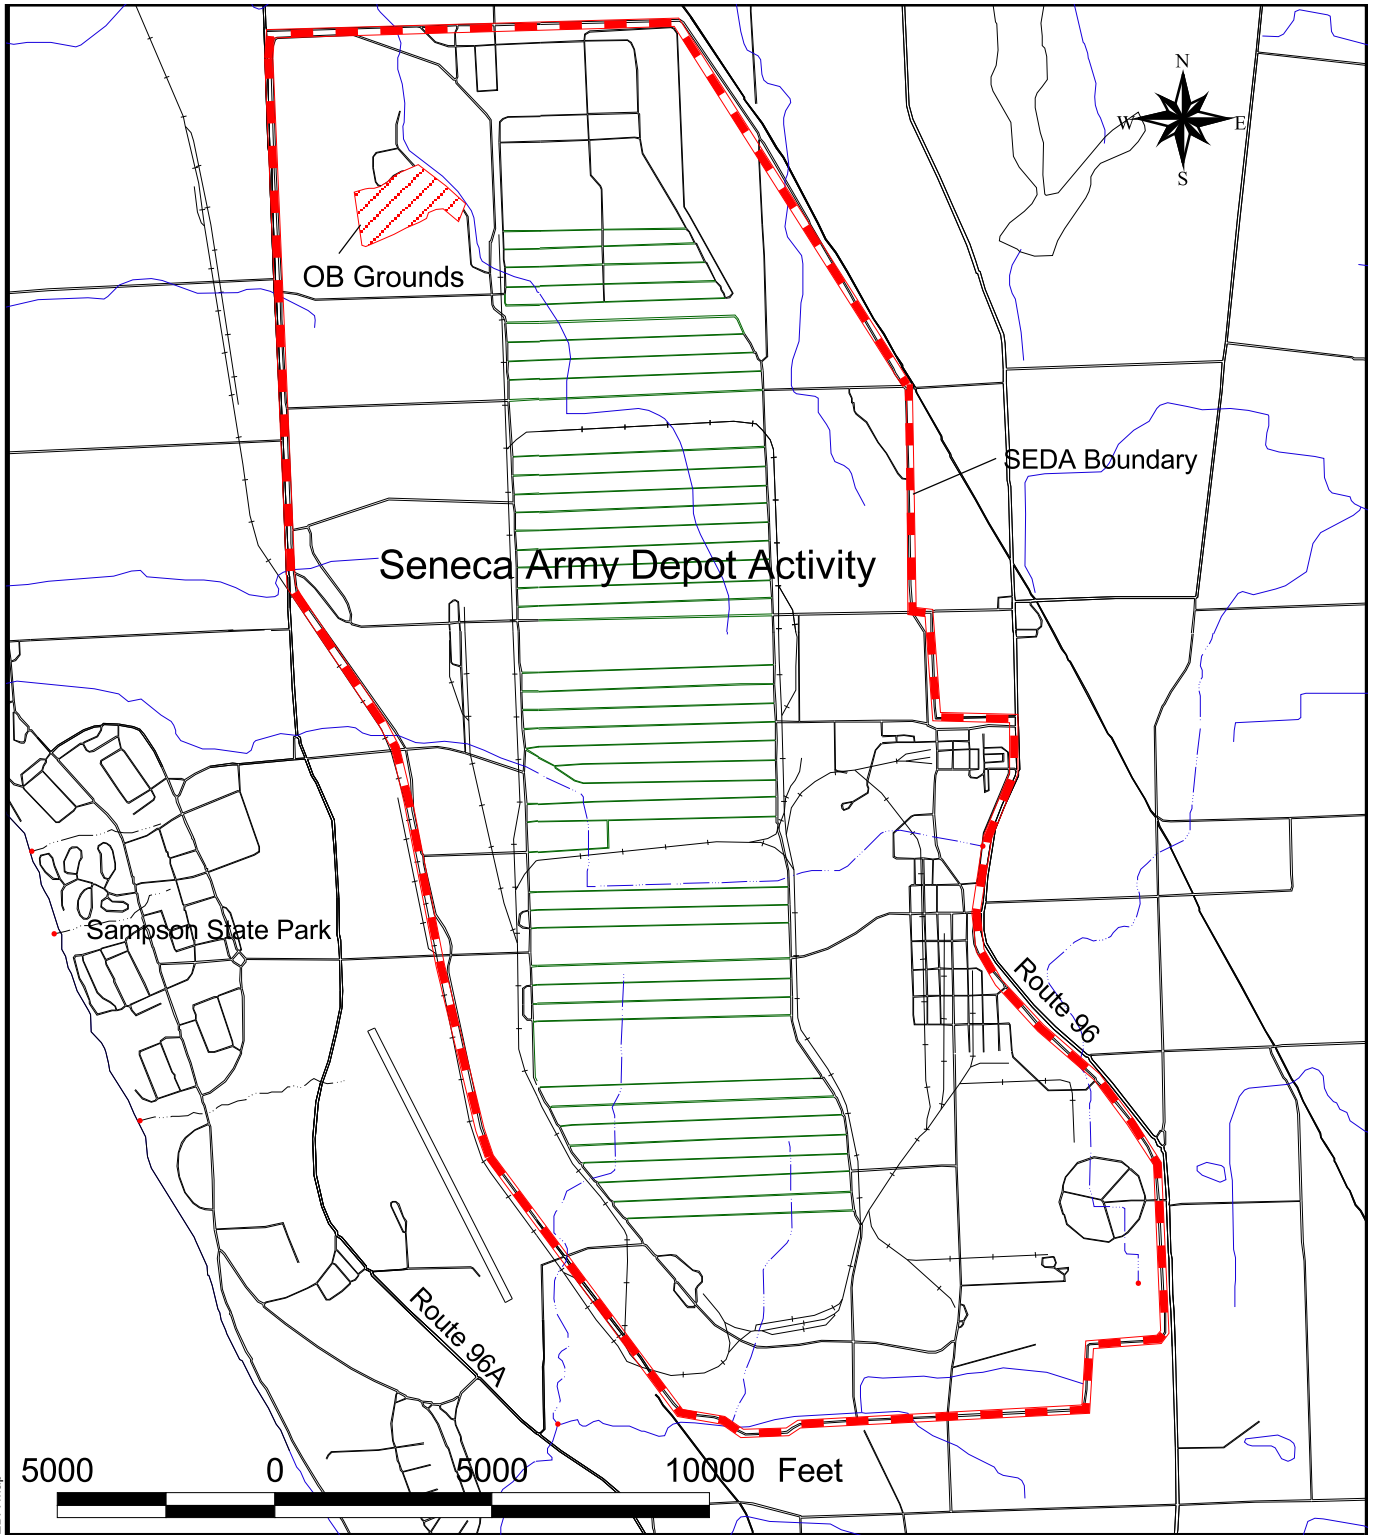 N
W
E
S
OB Grounds
SEDA Boundary
Seneca Army Depot Activity
Sampson State Park
Route 96
Route 96A
5000 0 5000 10000 Feet